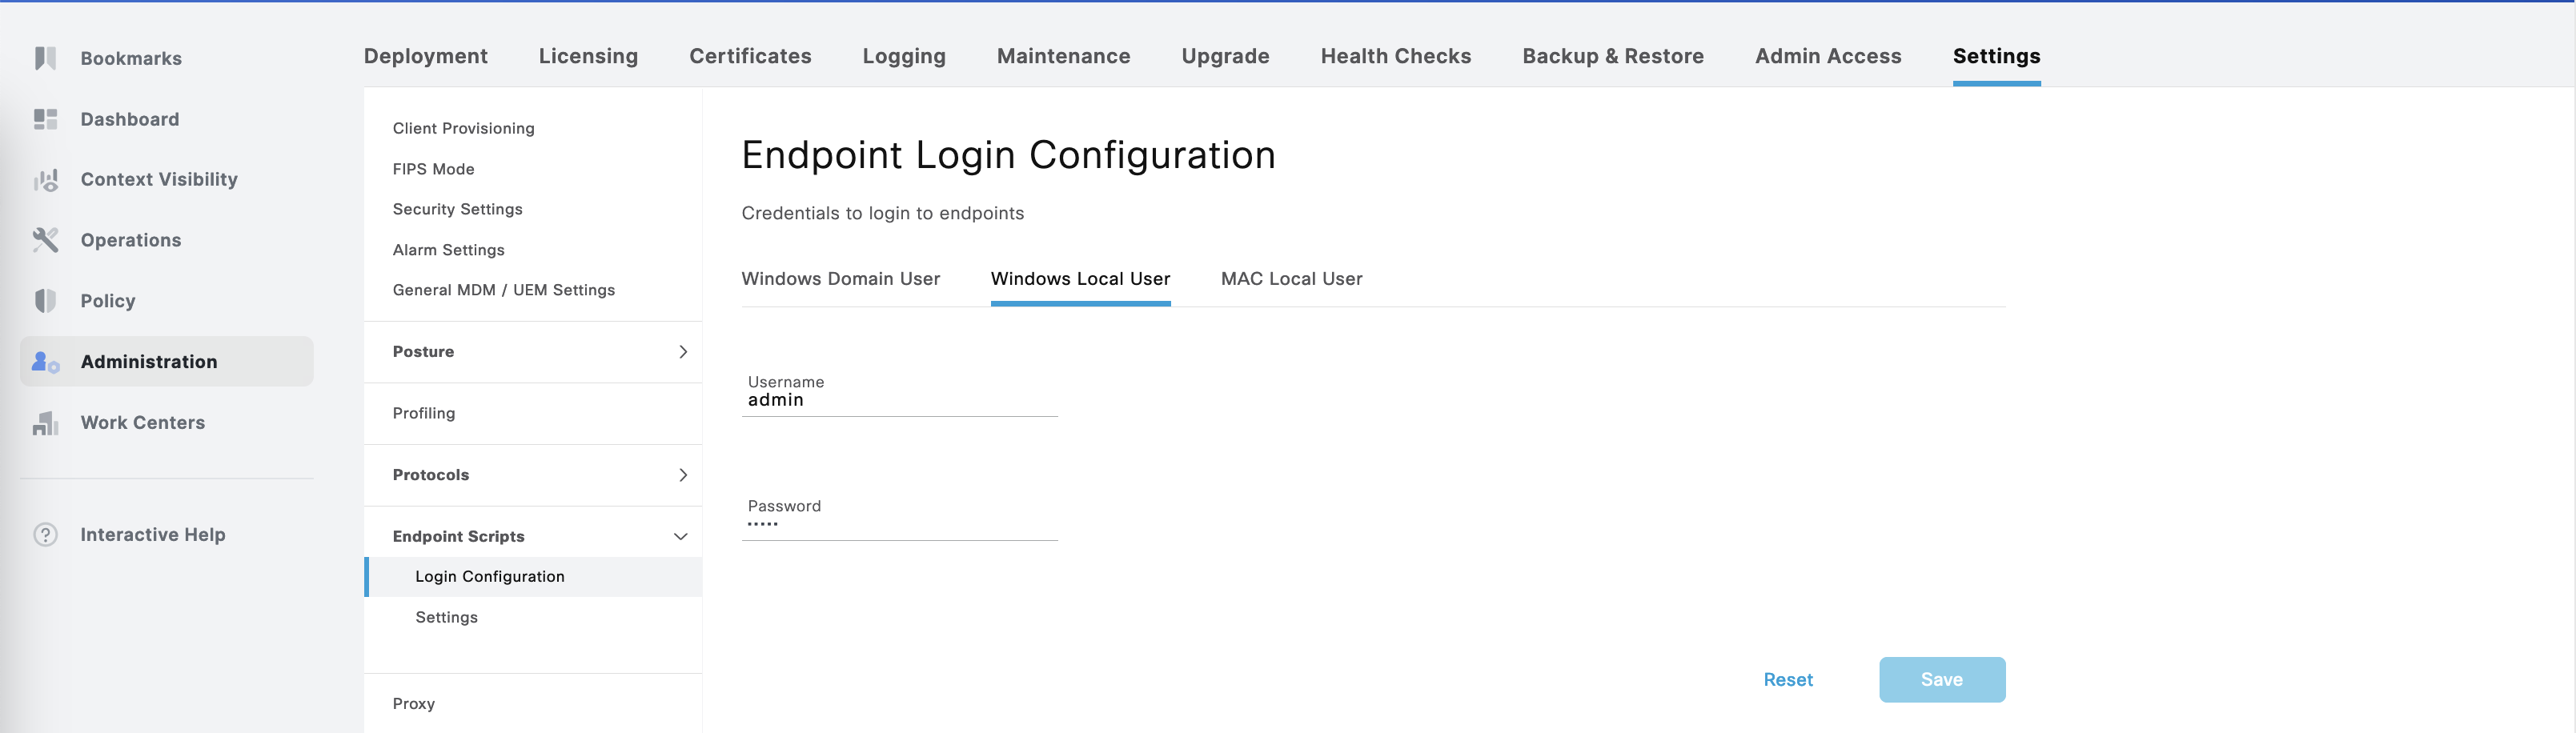 Bookmarks
Dashboard
Context Visibility
Operations
Policy
Administration
Work Centers
Interactive Help
Deployment Licensing Certificates Logging Maintenance Upgrade Health Checks Backup & Restore Admin Access Settings
Client Provisioning
FIPS Mode
Security Settings
Alarm Settings
General MDM / UEM Settings
Posture
Profiling
Protocols
Endpoint Scripts
Login Configuration
Settings
Proxy
Endpoint Login Configuration
Credentials to login to endpoints
Windows Domain User Windows Local User MAC Local User
Username
admin
Password
•••••
Reset Save